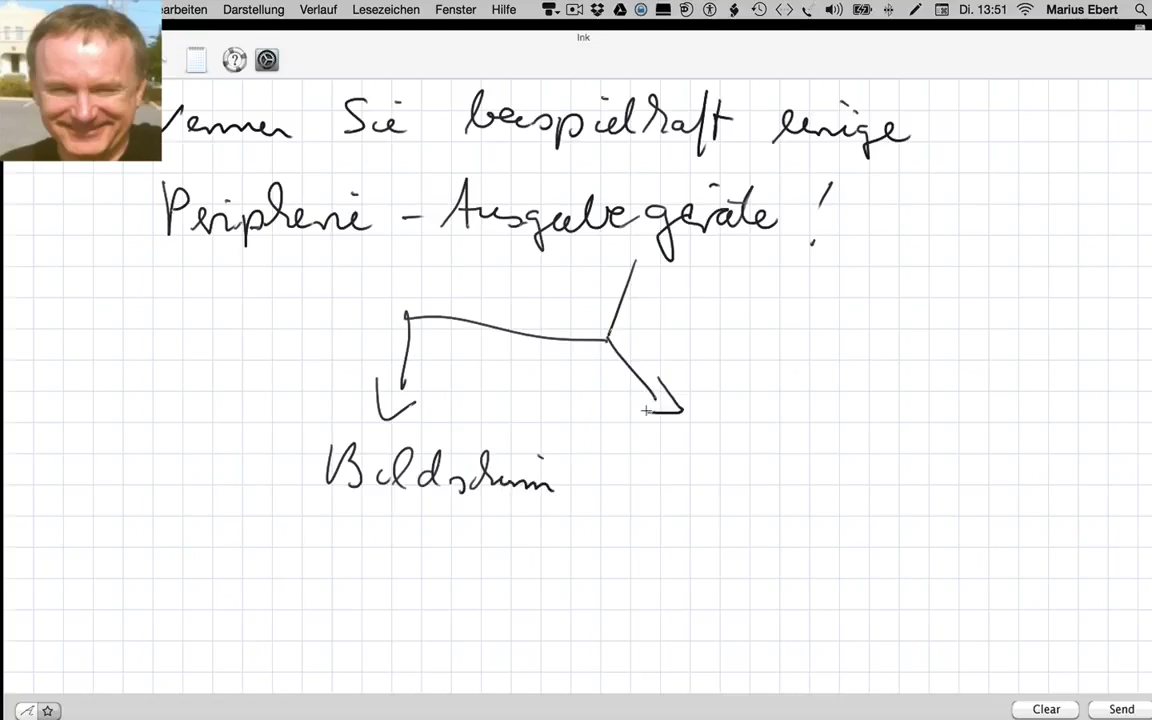 arbeiten Darstellung Verlauf Lesezeichen Fenster Hilfe Di. 13:51 Marius Ebert
Ink
Nennen Sie beispielhaft einige
Peripherie - Ausgabegeräte !
Bildschirm
Clear Send